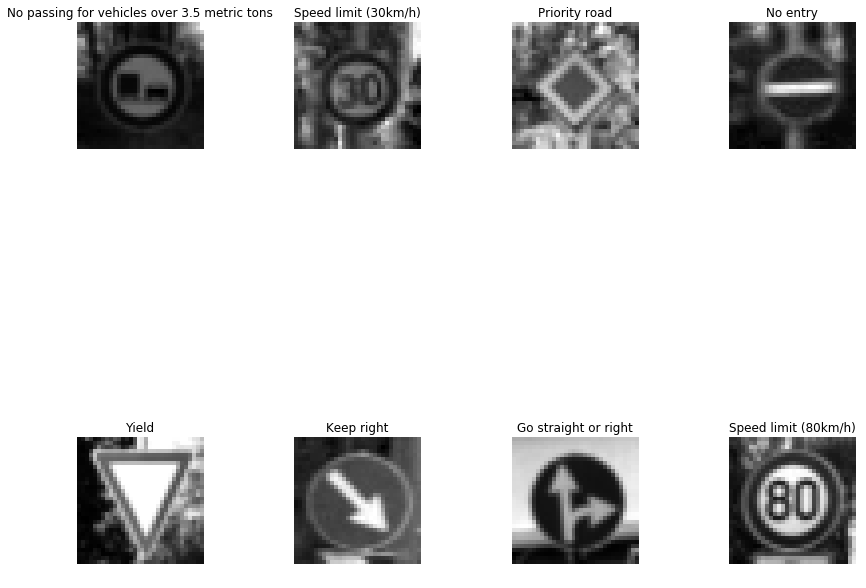 No passing for vehicles over 3.5 metric tons
Speed limit (30km/h)
Priority road
No entry
30
Yield
Keep right
Go straight or right
Speed limit (80km/h)
80